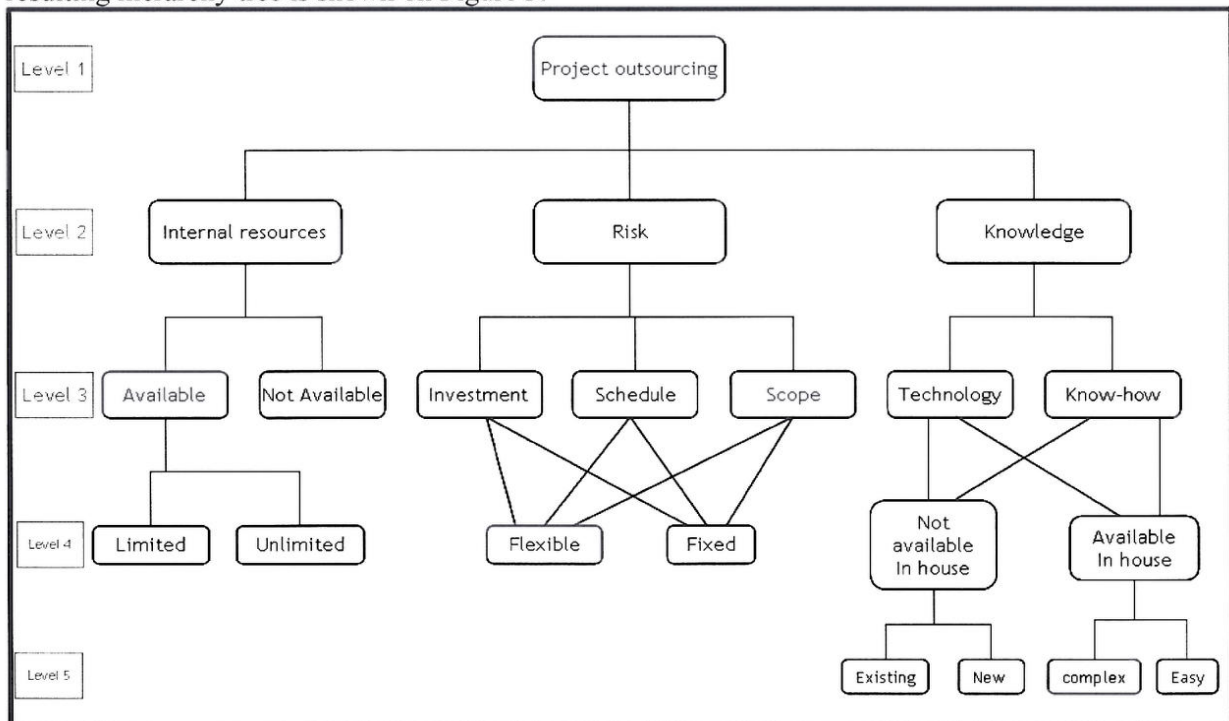 Level 1
Project outsourcing
Level 2
Internal resources
Risk
Knowledge
Level 3
Available
Not Available
Investment
Schedule
Scope
Technology
Know-how
Level 4
Limited
Unlimited
Flexible
Fixed
Not
available
In house
Available
In house
Level 5
Existing
New
complex
Easy